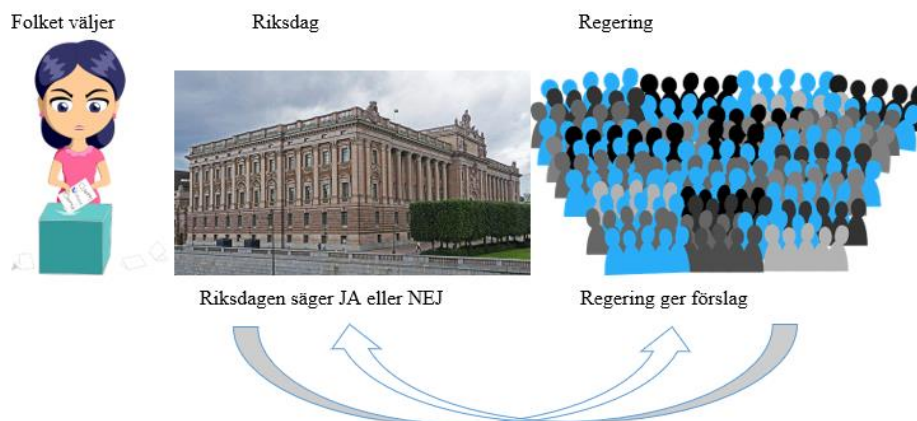 Folket väljer
Riksdag
Regering
Riksdagen säger JA eller NEJ
Regering ger förslag